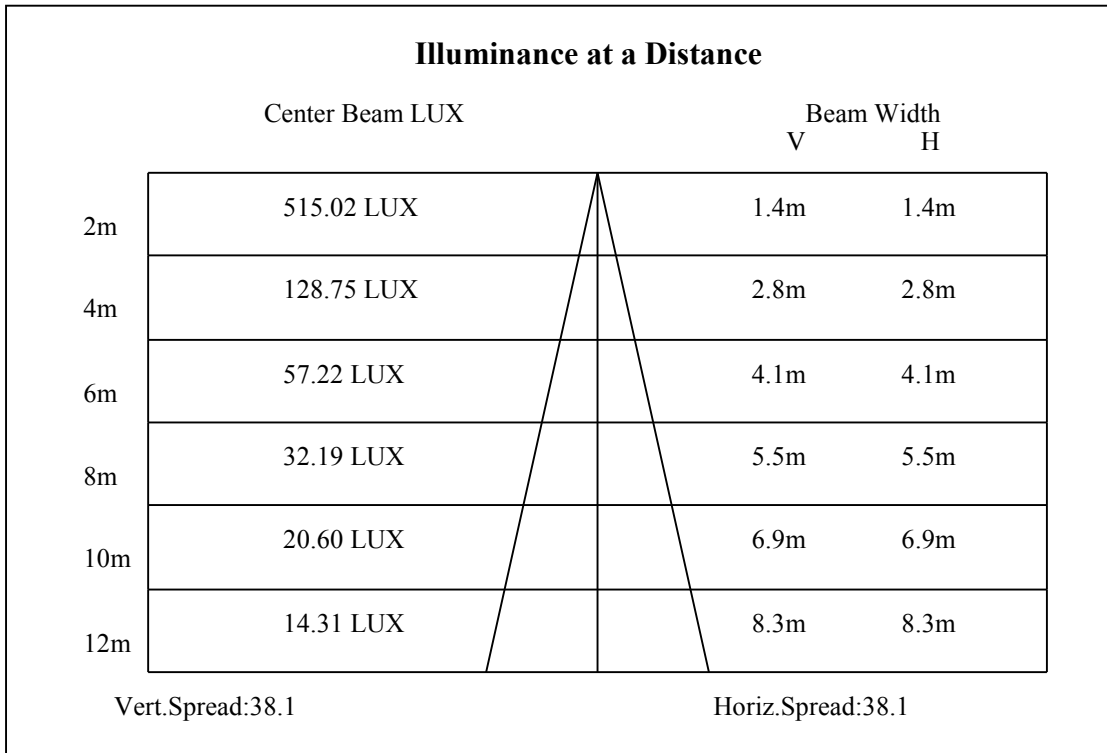 Illuminance at a Distance
Center Beam LUX Beam Width
V H
2m 515.02 LUX 1.4m 1.4m
4m 128.75 LUX 2.8m 2.8m
6m 57.22 LUX 4.1m 4.1m
8m 32.19 LUX 5.5m 5.5m
10m 20.60 LUX 6.9m 6.9m
12m 14.31 LUX 8.3m 8.3m
Vert.Spread:38.1 Horiz.Spread:38.1